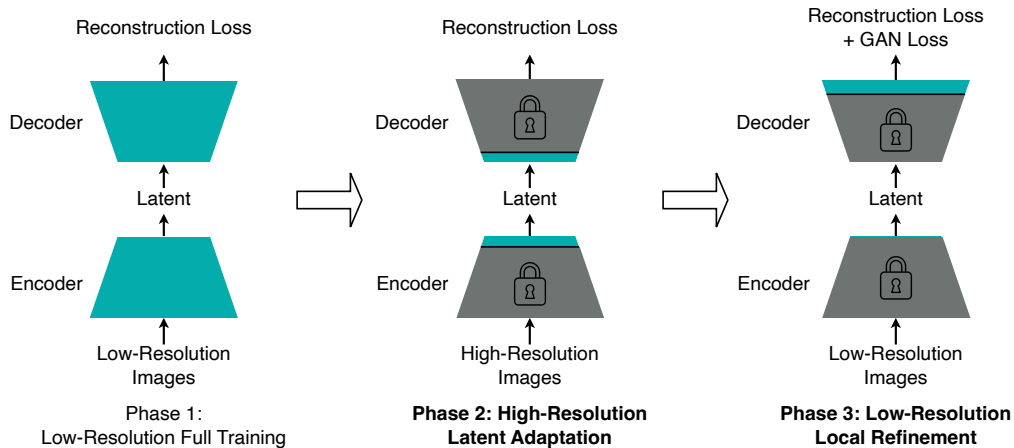 Reconstruction Loss
Decoder
Latent
Encoder
Low-Resolution
Images
Phase 1:
Low-Resolution Full Training
Reconstruction Loss
Decoder
Latent
Encoder
High-Resolution
Images
Phase 2: High-Resolution
Latent Adaptation
Reconstruction Loss
+ GAN Loss
Decoder
Latent
Encoder
Low-Resolution
Images
Phase 3: Low-Resolution
Local Refinement